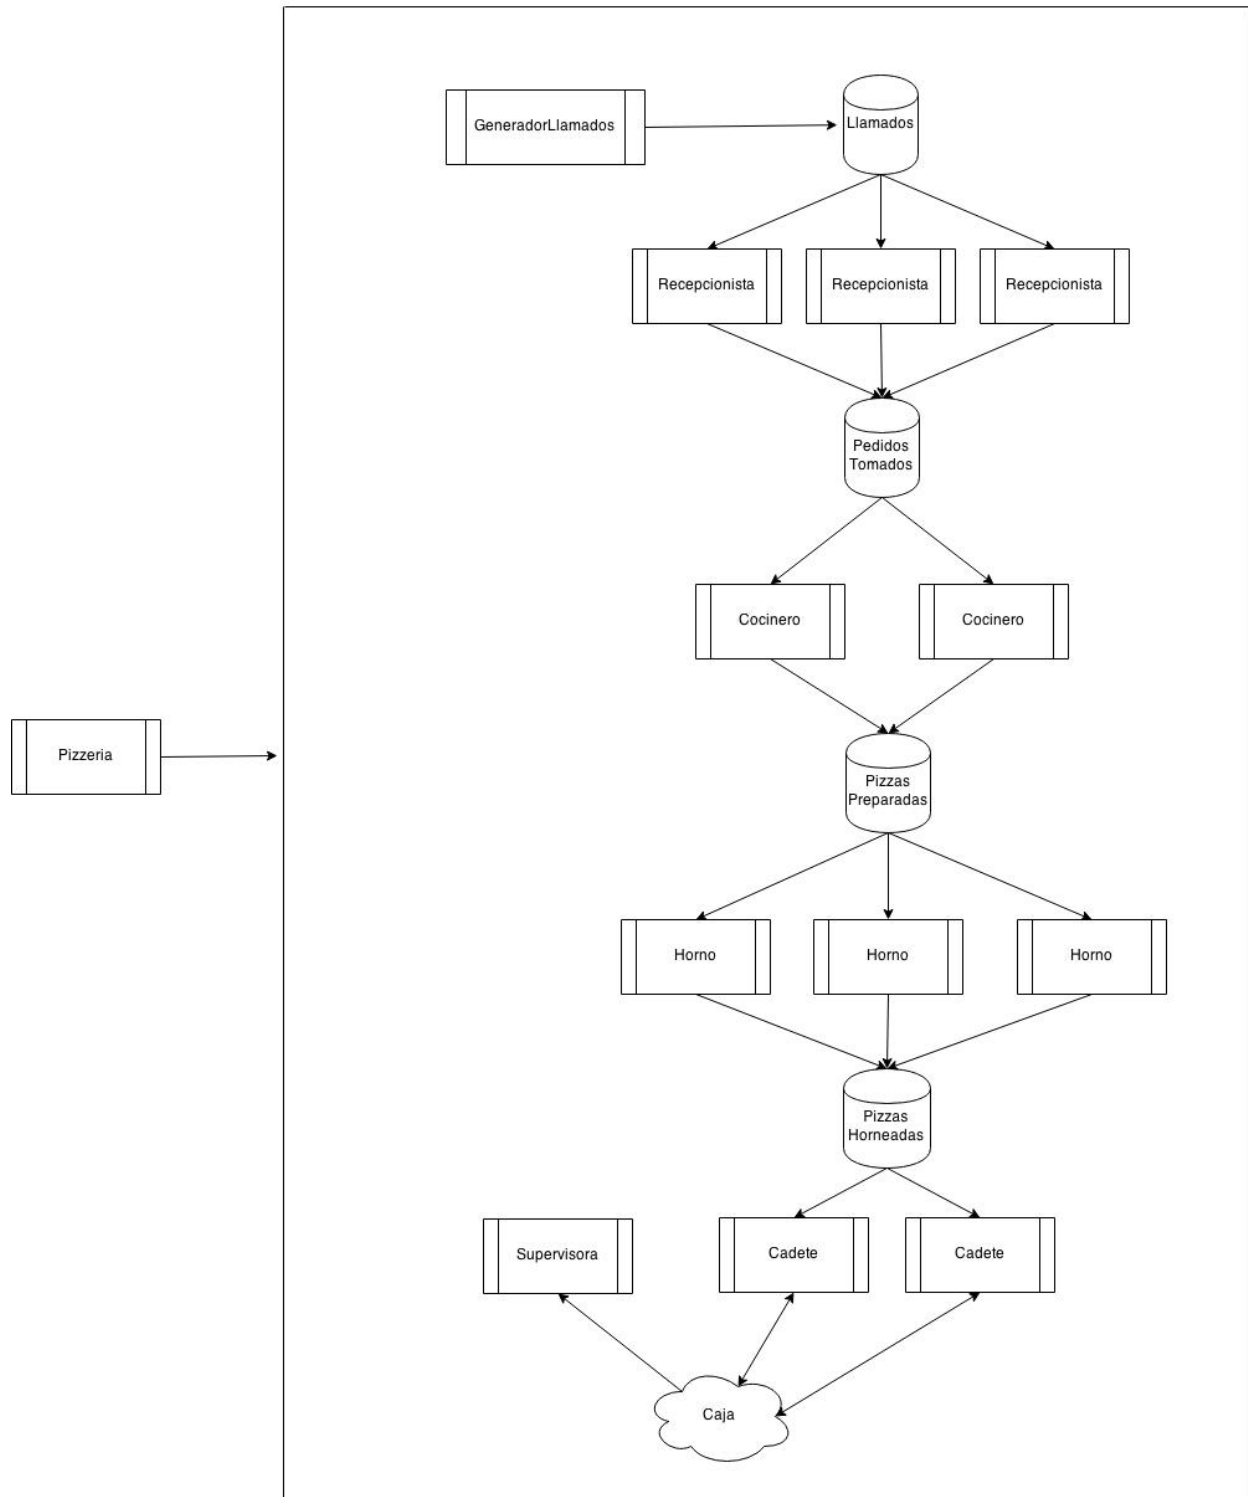 GeneradorLlamados
Llamados
Recepcionista
Recepcionista
Recepcionista
Pedidos
Tomados
Cocinero
Cocinero
Pizzeria
Pizzas
Preparadas
Horno
Horno
Horno
Pizzas
Horneadas
Supervisora
Cadete
Cadete
Caja